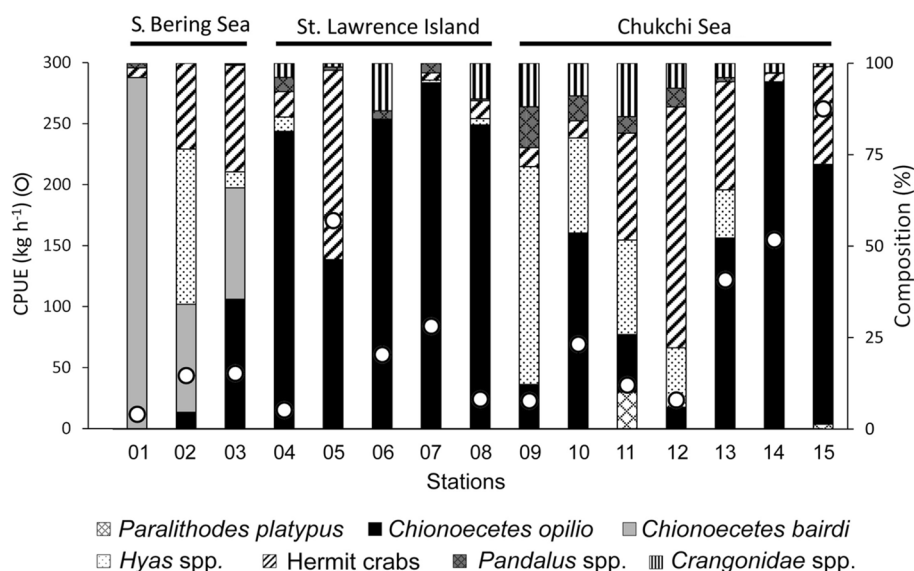 S. Bering Sea St. Lawrence Island Chukchi Sea
300 100
250
75
200
150 50
100
25
50
0 0
CPUE (kg h-1) (O)
Composition (%)
01 02 03 04 05 06 07 08 09 10 11 12 13 14 15
Stations
Paralithodes platypus Chionoecetes opilio Chionoecetes bairdi
Hyas spp. Hermit crabs Pandalus spp. Crangonidae spp.